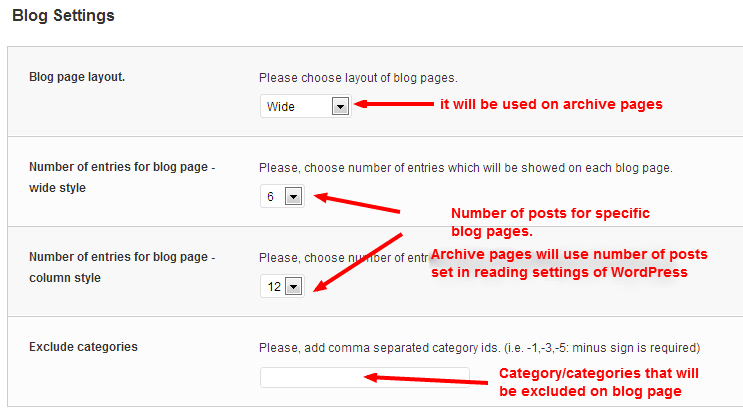 Blog Settings
Blog page layout.
Please choose layout of blog pages.
Wide
it will be used on archive pages
Number of entries for blog page -
wide style
Please, choose number of entries which will be showed on each blog page.
6
Number of posts for specific
blog pages.
Number of entries for blog page -
column style
Please, choose number of entri
Archive pages will use number of posts
set in reading settings of WordPress
12
Exclude categories
Please, add comma separated category ids. (i.e. -1,-3,-5: minus sign is required)
Category/categories that will
be excluded on blog page